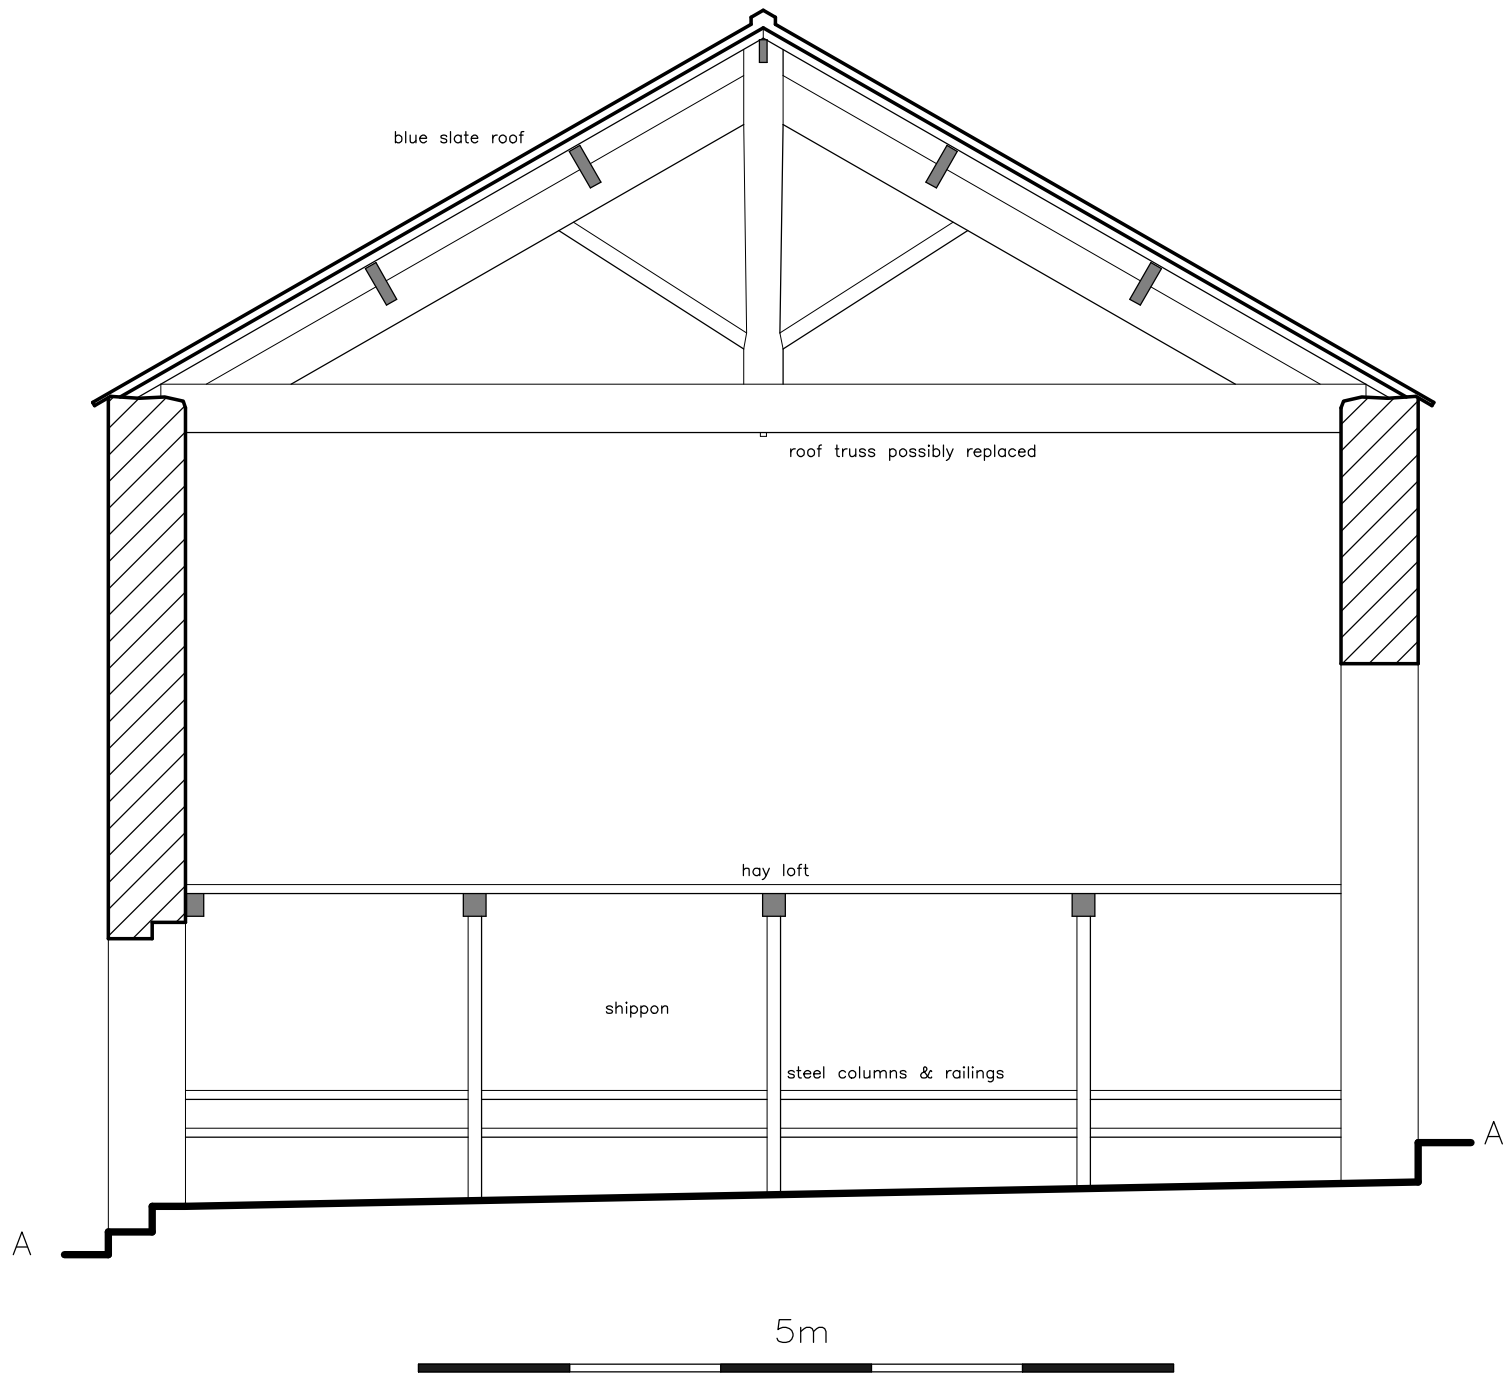 blue slate roof
roof truss possibly replaced
hay loft
shippon
steel columns & railings
A
A
5m